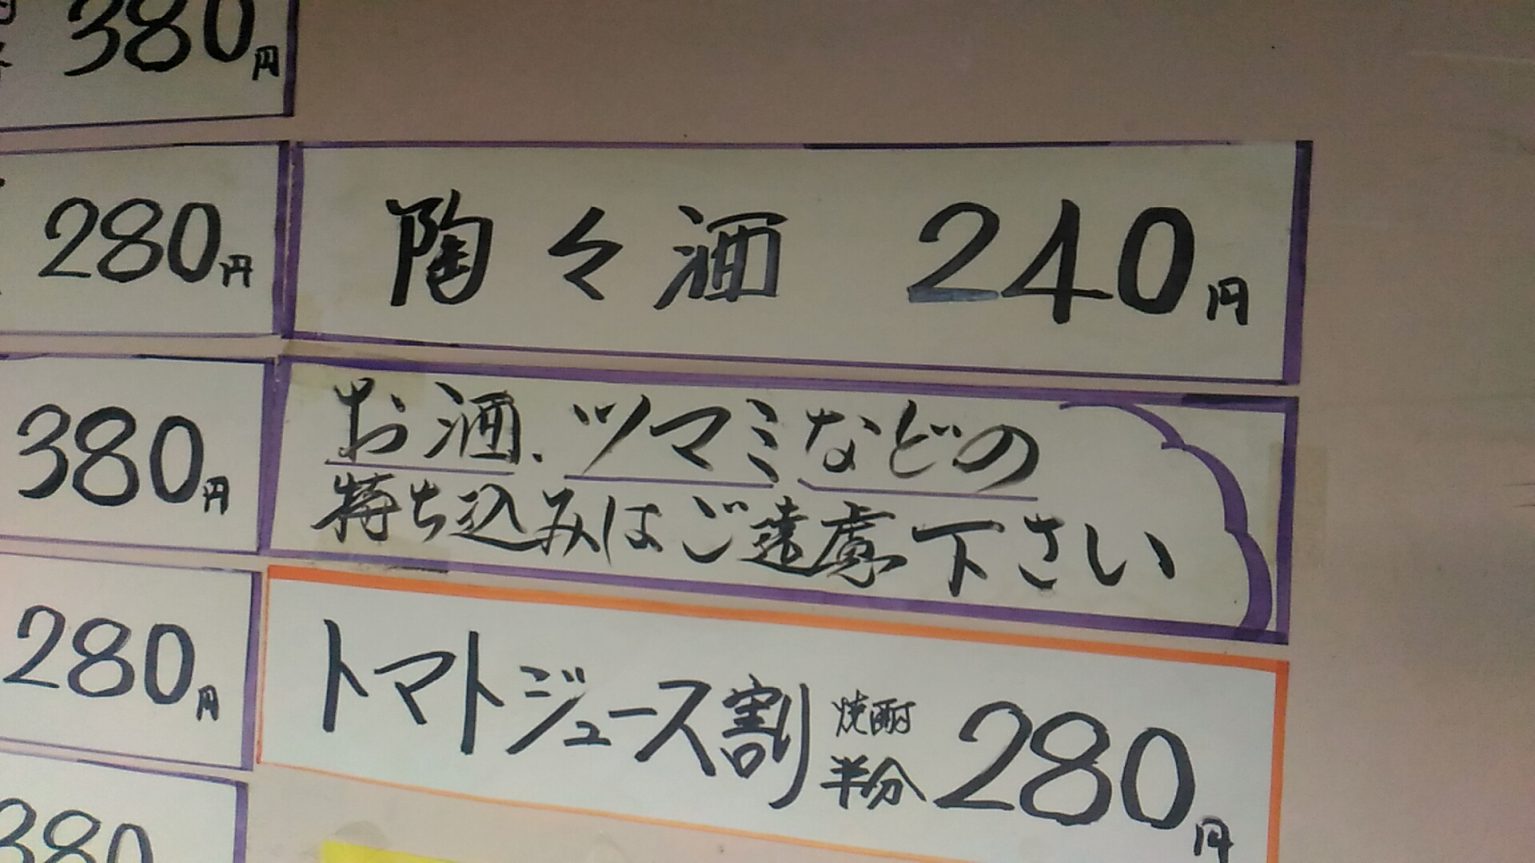 380円
280円
陶々酒 240円
380円
お酒、ツマミなどの
持ち込みはご遠慮下さい
280円
トマトジュース割 焼酎半分 280円
380